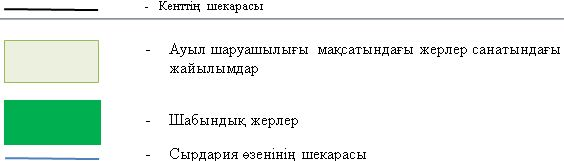 - Кенттің шекарасы
- Ауыл шаруашылығы мақсатындағы жерлер санатындағы
жайылымдар
- Шабындық жерлер
- Сырдария өзенінің шекарасы